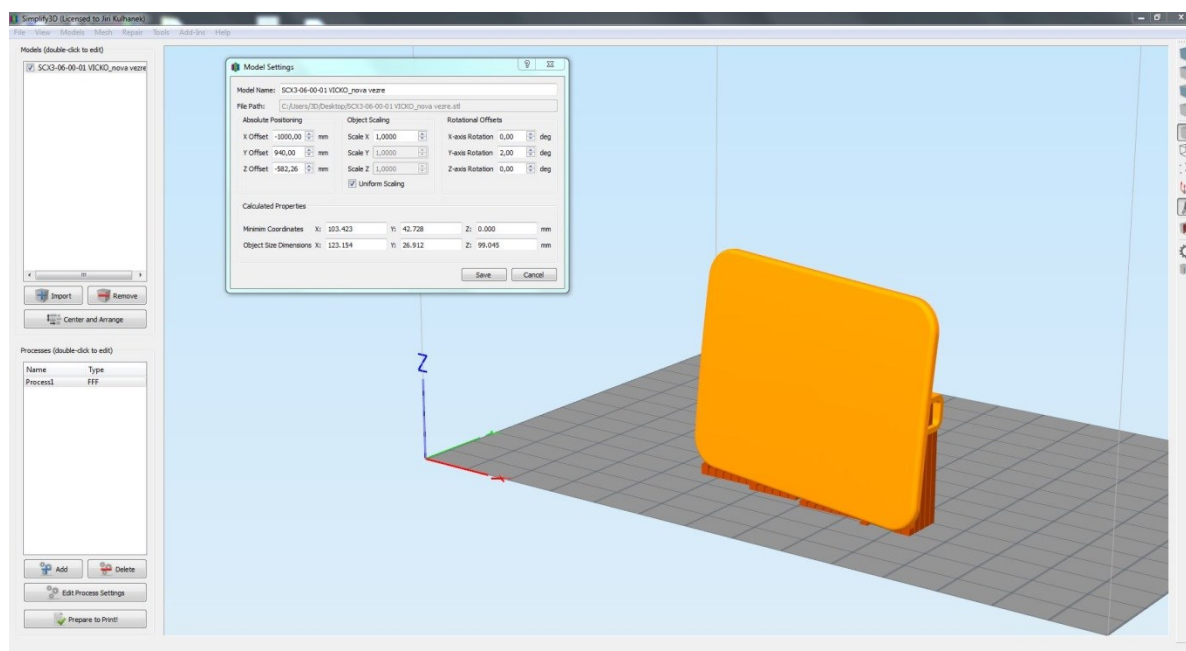 Simplify3D (Licensed to Jiri Kulhanek)
File View Models Mesh Repair Tools Add-Ins Help
Models (double-click to edit)
SCX3-06-00-01 VICKO_nova vezre
Import Remove
Center and Arrange
Processes (double-click to edit)
Name Type
Process1 FFF
Add Delete
Edit Process Settings
Prepare to Print!
Model Settings
Model Name: SCX3-06-00-01 VICKO_nova vezre
File Path: C:/Users/3D/Desktop/SCX3-06-00-01 VICKO_nova vezre.stl
Absolute Positioning Object Scaling Rotational Offsets
X Offset -1000,00 mm Scale X 1,0000 X-axis Rotation 0,00 deg
Y Offset 940,00 mm Scale Y 1,0000 Y-axis Rotation 2,00 deg
Z Offset -582,26 mm Scale Z 1,0000 Z-axis Rotation 0,00 deg
Uniform Scaling
Calculated Properties
Minimim Coordinates X: 103.423 Y: 42.728 Z: 0.000 mm
Object Size Dimensions X: 123.154 Y: 26.912 Z: 99.045 mm
Save Cancel
Z